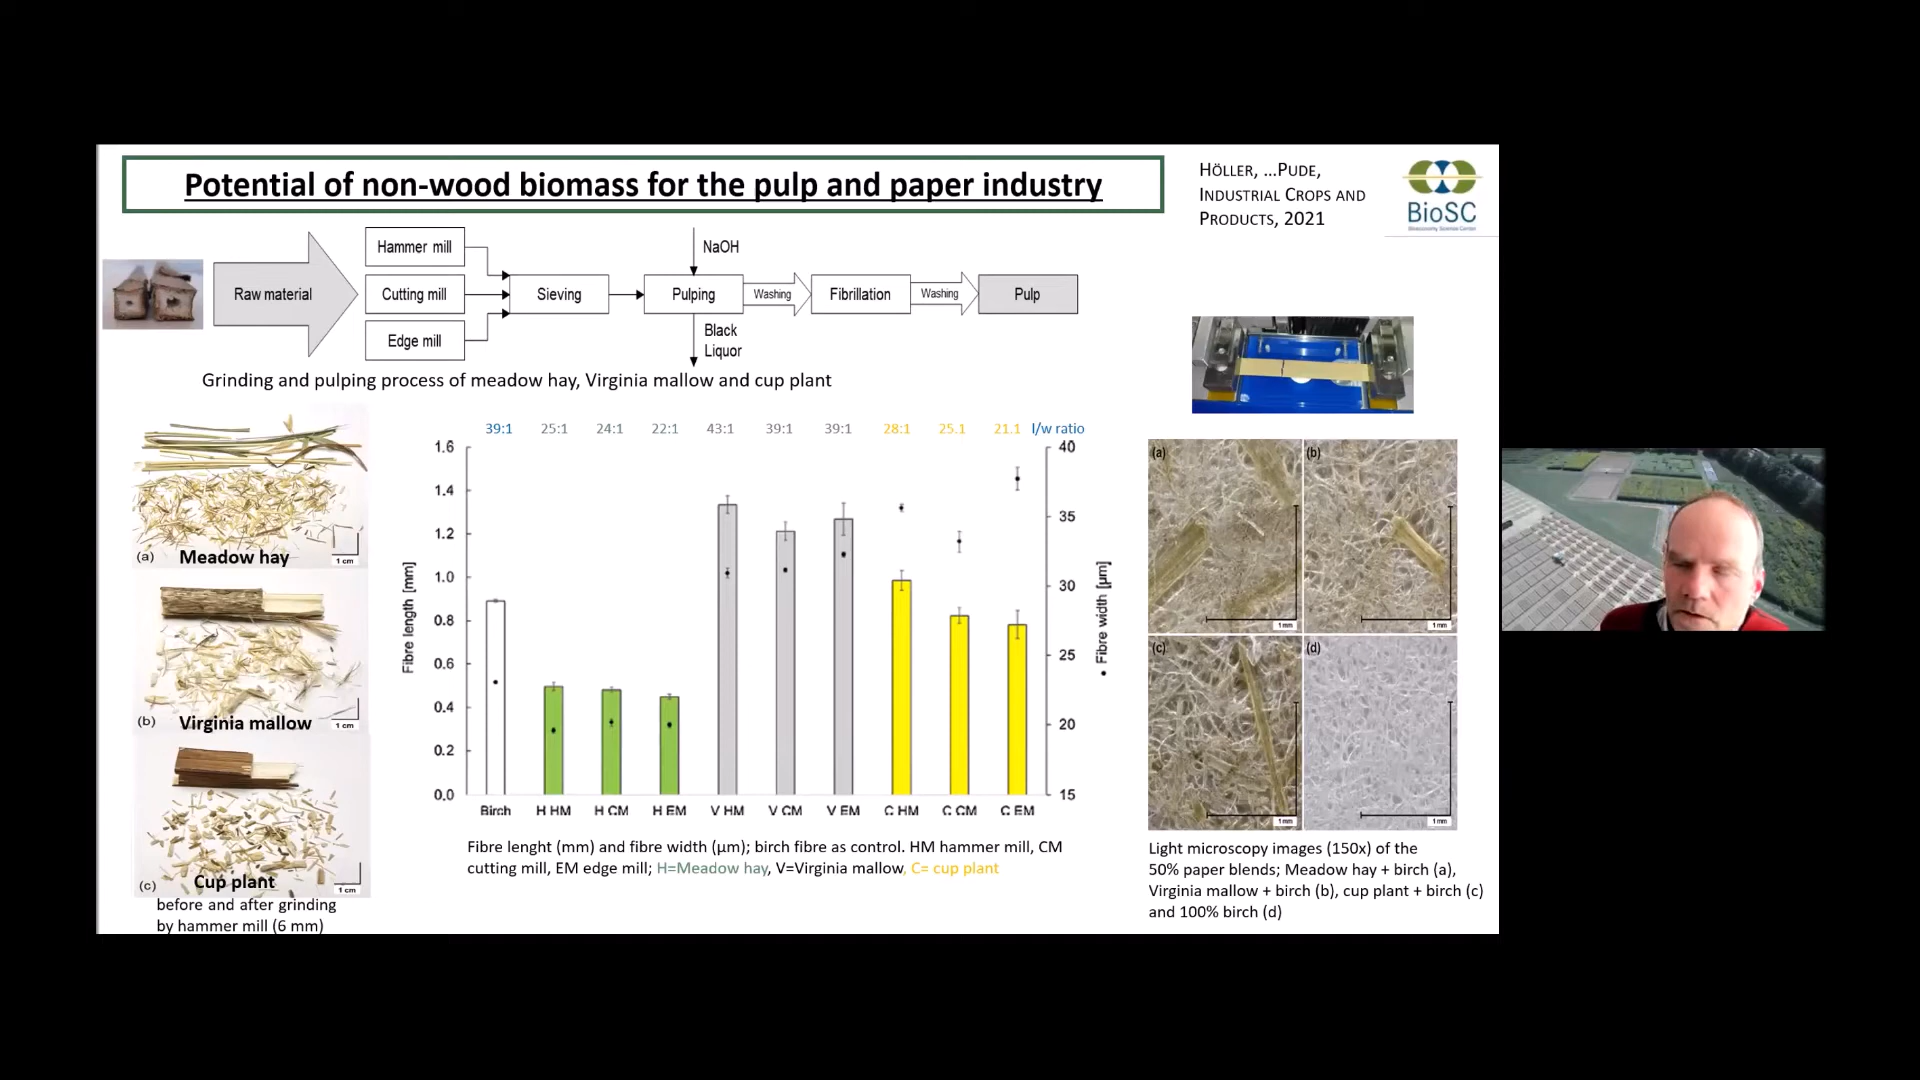 Potential of non-wood biomass for the pulp and paper industry
HÖLLER, ...PUDE,
INDUSTRIAL CROPS AND
PRODUCTS, 2021
BioSC
Bioeconomy Science Center
Raw material
Hammer mill
Cutting mill
Edge mill
Sieving
NaOH
Pulping
Black
Liquor
Washing
Fibrillation
Washing
Pulp
Grinding and pulping process of meadow hay, Virginia mallow and cup plant
(a) Meadow hay
1 cm
(b) Virginia mallow
1 cm
(c) Cup plant
1 cm
before and after grinding
by hammer mill (6 mm)
39:1 25:1 24:1 22:1 43:1 39:1 39:1 28:1 25.1 21.1 l/w ratio
Fibre length [mm]
1.6
1.4
1.2
1.0
0.8
0.6
0.4
0.2
0.0
40
35
30
25
20
15
• Fibre width [µm]
Birch H HM H CM H EM V HM V CM V EM C HM C CM C EM
Fibre lenght (mm) and fibre width (µm); birch fibre as control. HM hammer mill, CM
cutting mill, EM edge mill; H=Meadow hay, V=Virginia mallow, C= cup plant
(a)
1 mm
(b)
1 mm
(c)
1 mm
(d)
1 mm
Light microscopy images (150x) of the
50% paper blends; Meadow hay + birch (a),
Virginia mallow + birch (b), cup plant + birch (c)
and 100% birch (d)